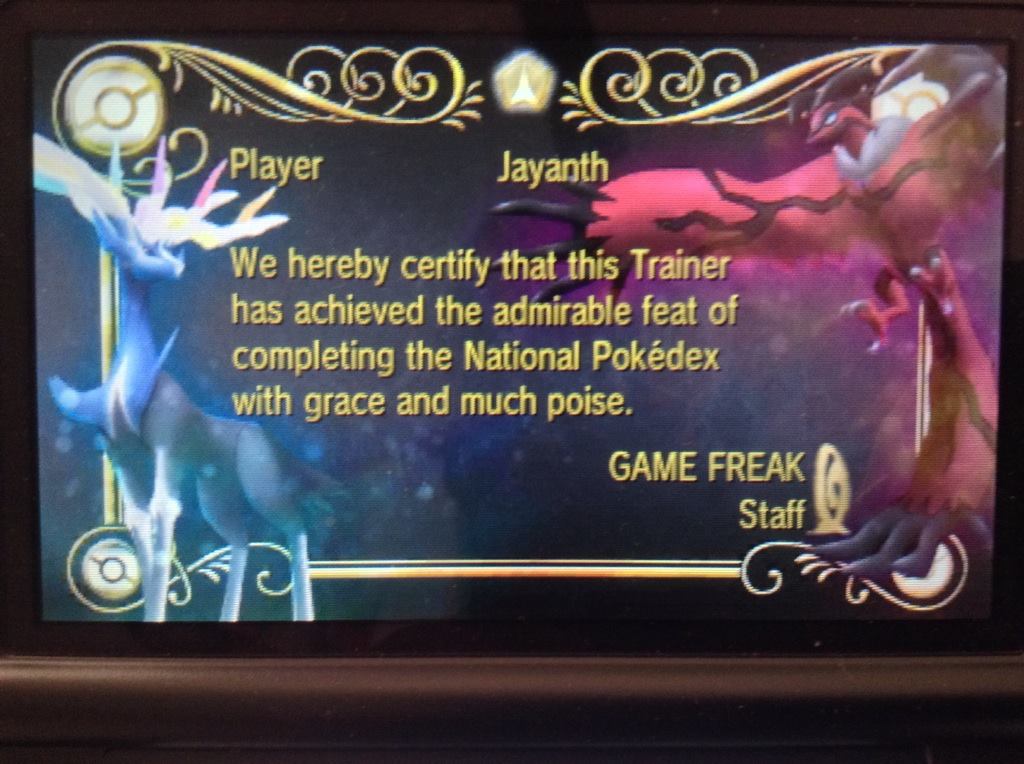 Player Jayanth
We hereby certify that this Trainer
has achieved the admirable feat of
completing the National Pokédex
with grace and much poise.
GAME FREAK
Staff